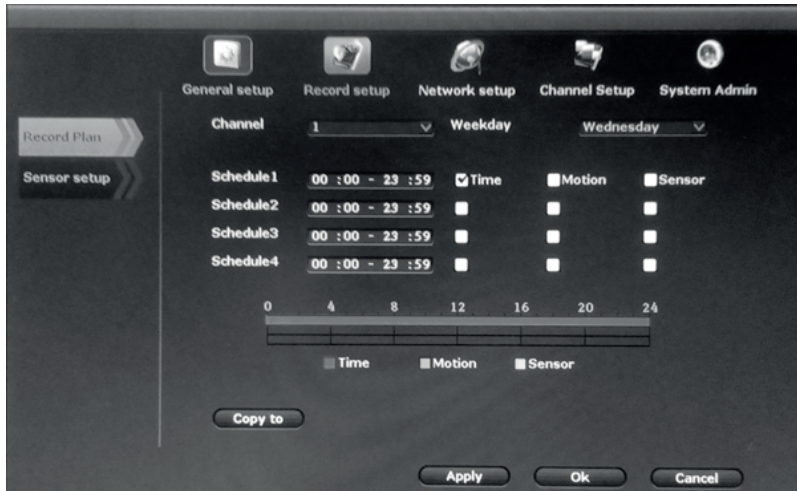 General setup Record setup Network setup Channel Setup System Admin
Channel 1 Weekday Wednesday
Record Plan
Sensor setup
Schedule1 00 :00 - 23 :59 Time Motion Sensor
Schedule2 00 :00 - 23 :59
Schedule3 00 :00 - 23 :59
Schedule4 00 :00 - 23 :59
0 4 8 12 16 20 24
Time Motion Sensor
Copy to
Apply Ok Cancel